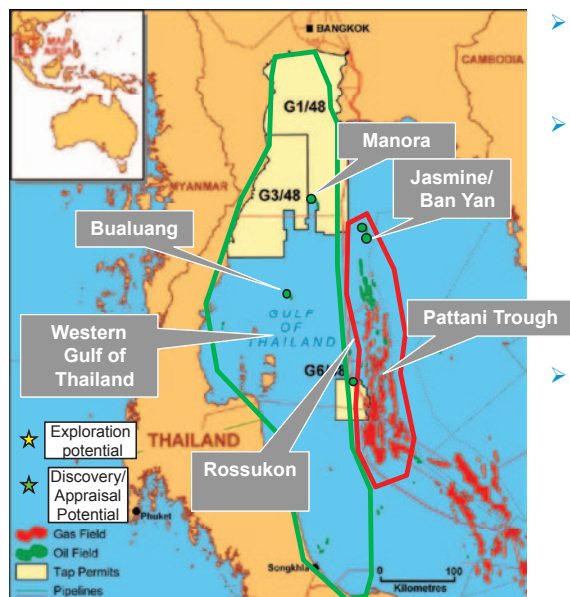 MAP
AREA
BANGKOK
CAMBODIA
G1/48
Manora
Jasmine/
Ban Yan
MYANMAR
G3/48
Bualuang
GULF
OF
THAILAND
Western
Gulf of
Thailand
Pattani Trough
G6/48
THAILAND
Exploration
potential
Rossukon
Discovery/
Appraisal
Potential
Phuket
Gas Field
Oil Field
Tap Permits
Pipelines
Songkhla
0 100
Kilometres